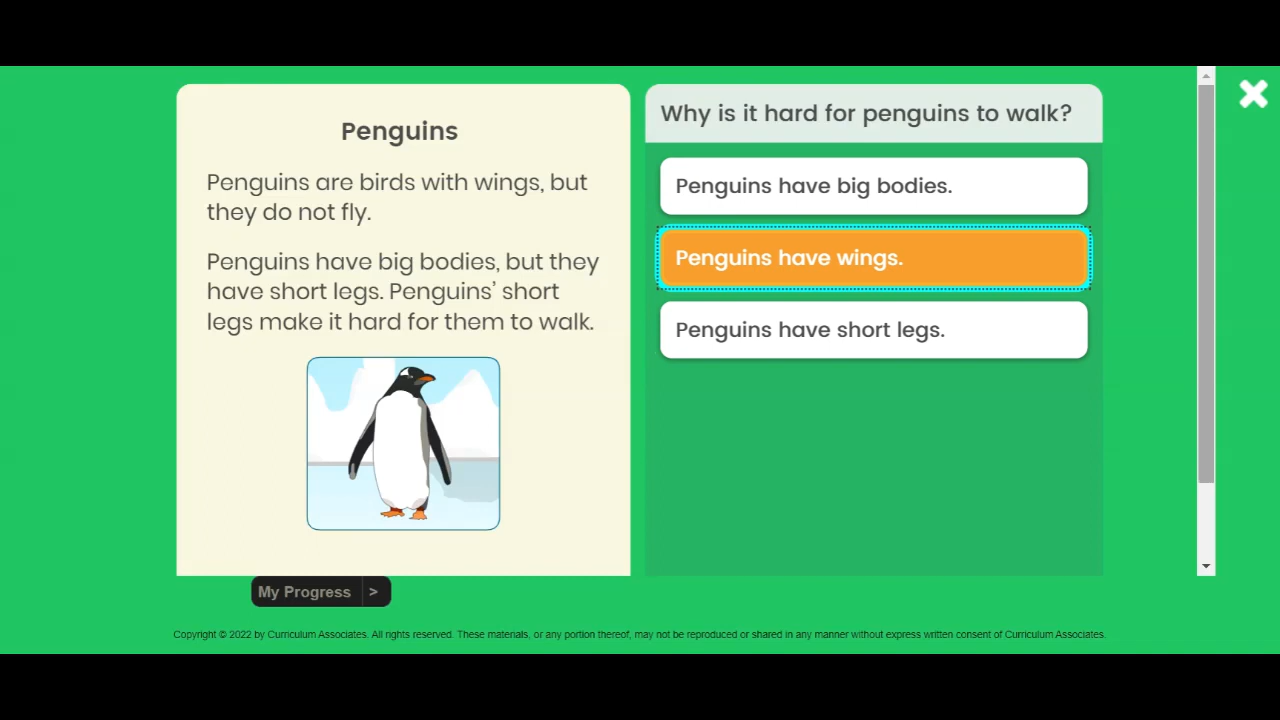 Penguins
Penguins are birds with wings, but
they do not fly.
Penguins have big bodies, but they
have short legs. Penguins’ short
legs make it hard for them to walk.
Why is it hard for penguins to walk?
Penguins have big bodies.
Penguins have wings.
Penguins have short legs.
My Progress >
Copyright © 2022 by Curriculum Associates. All rights reserved. These materials, or any portion thereof, may not be reproduced or shared in any manner without express written consent of Curriculum Associates.